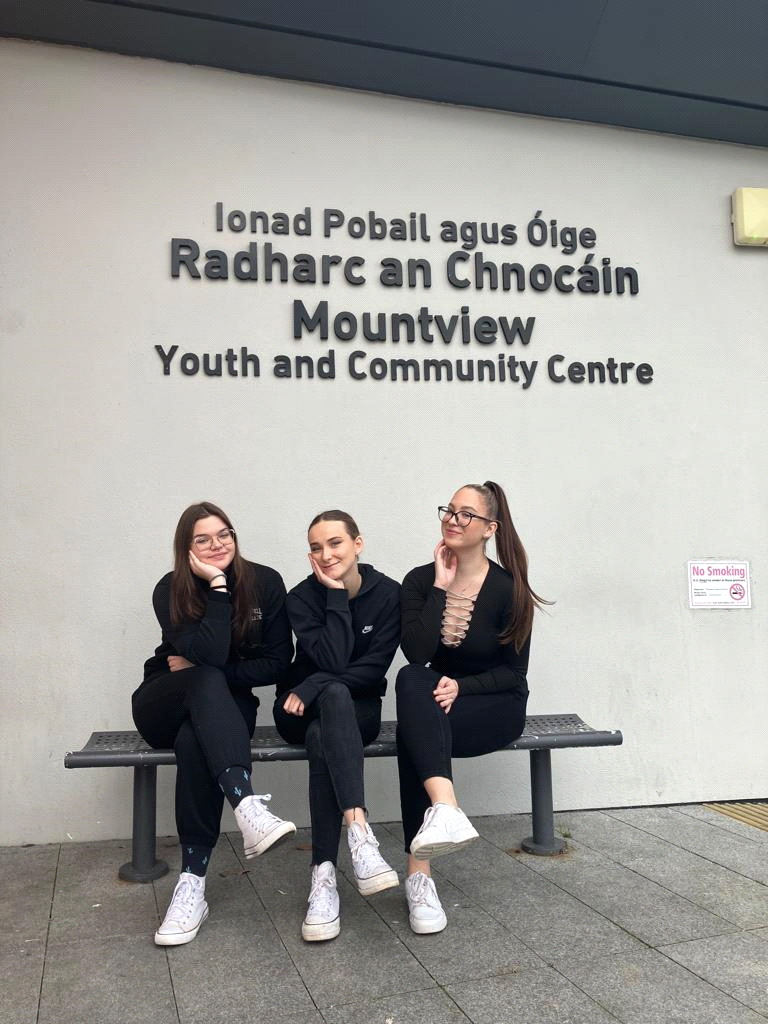 Ionad Pobail agus Óige
Radharc an Chnocáin
Mountview
Youth and Community Centre
No Smoking